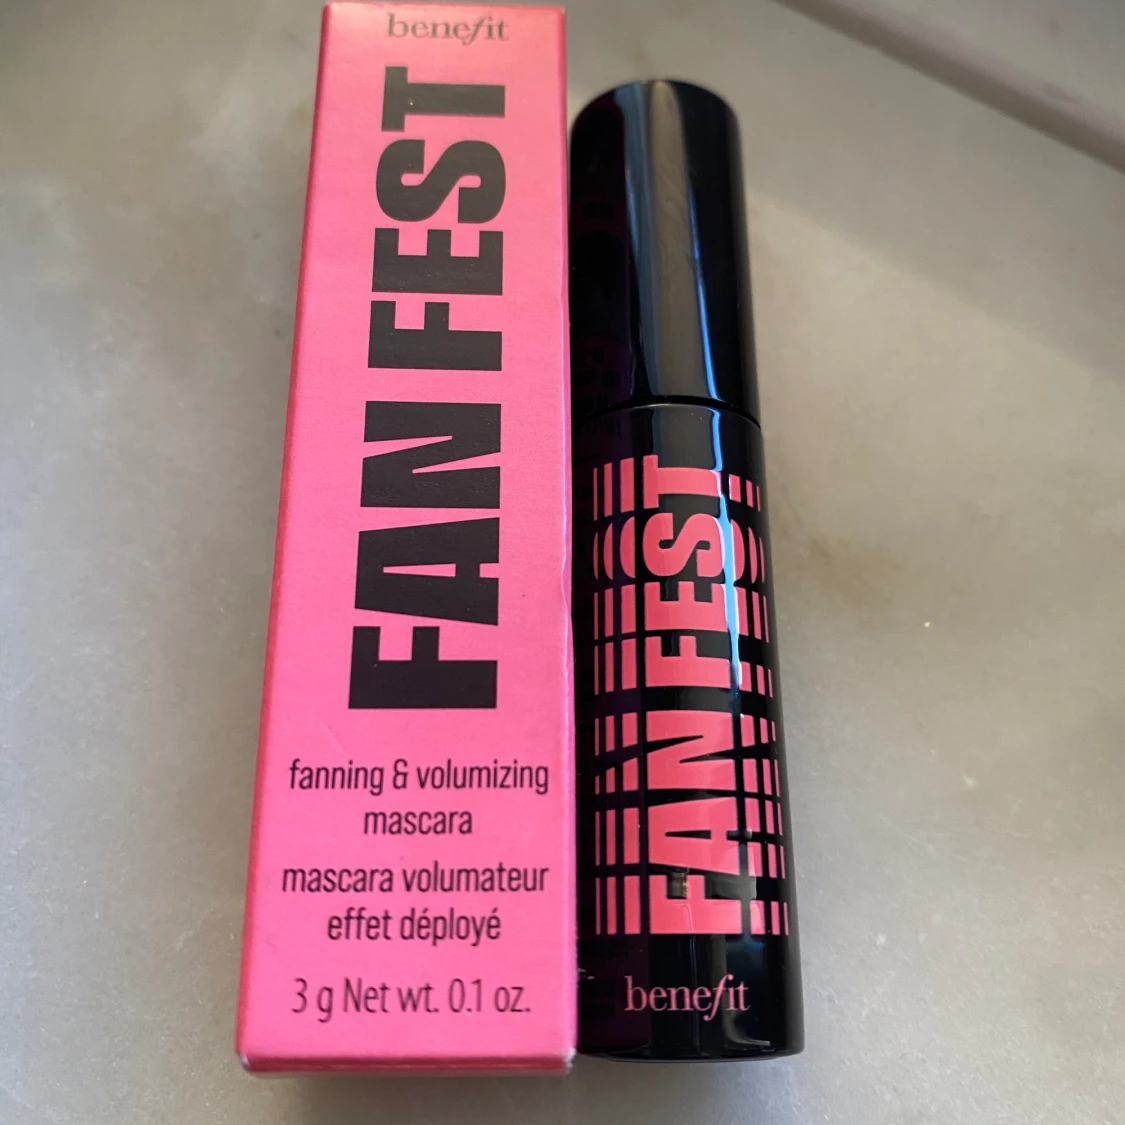 benefit
FAN FEST
fanning & volumizing
mascara
mascara volumateur
effet déployé
3 g Net wt. 0.1 oz.
FAN FEST
benefit